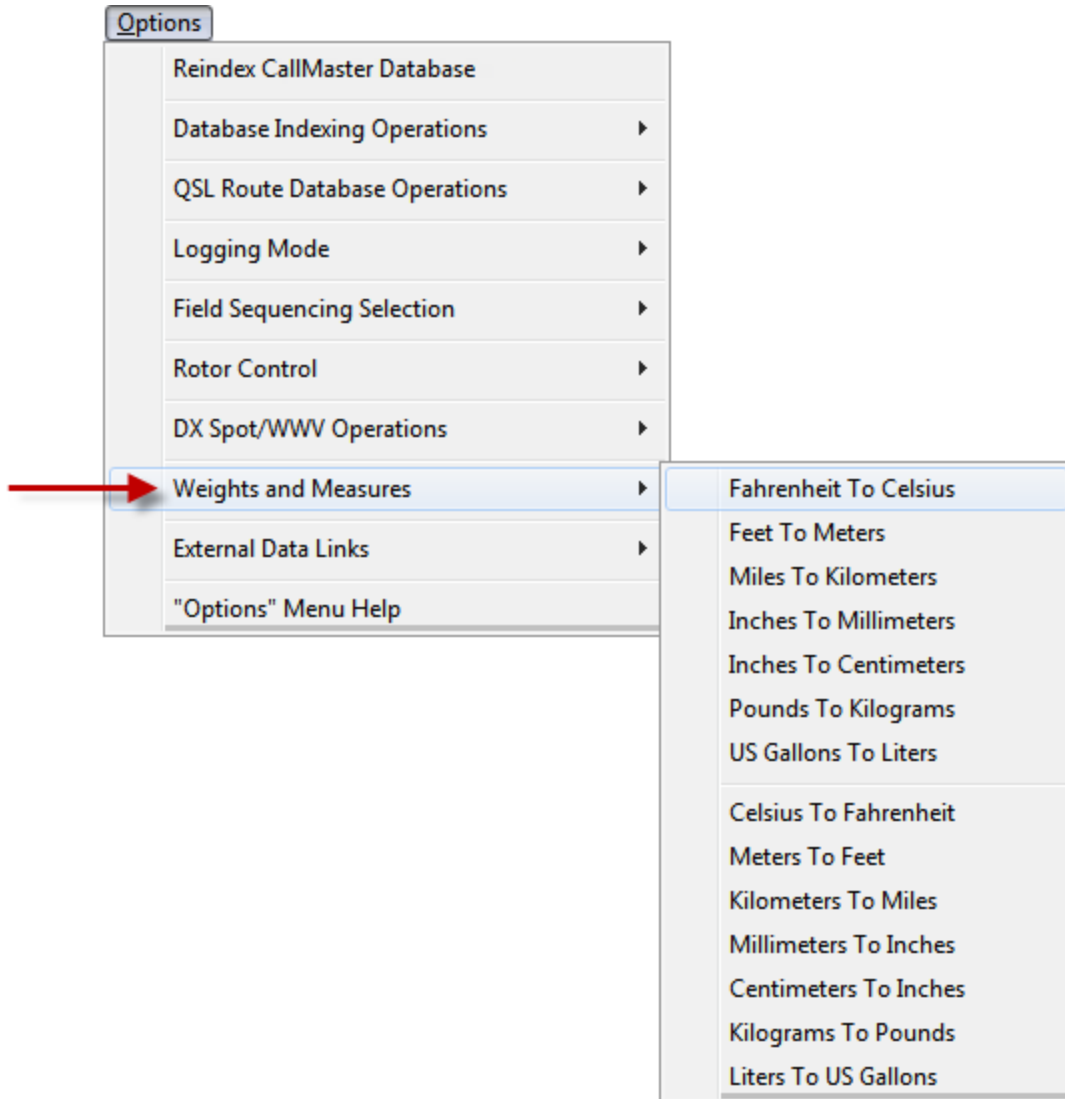 Options
Reindex CallMaster Database
Database Indexing Operations
QSL Route Database Operations
Logging Mode
Field Sequencing Selection
Rotor Control
DX Spot/WWV Operations
Weights and Measures
External Data Links
"Options" Menu Help
Fahrenheit To Celsius
Feet To Meters
Miles To Kilometers
Inches To Millimeters
Inches To Centimeters
Pounds To Kilograms
US Gallons To Liters
Celsius To Fahrenheit
Meters To Feet
Kilometers To Miles
Millimeters To Inches
Centimeters To Inches
Kilograms To Pounds
Liters To US Gallons